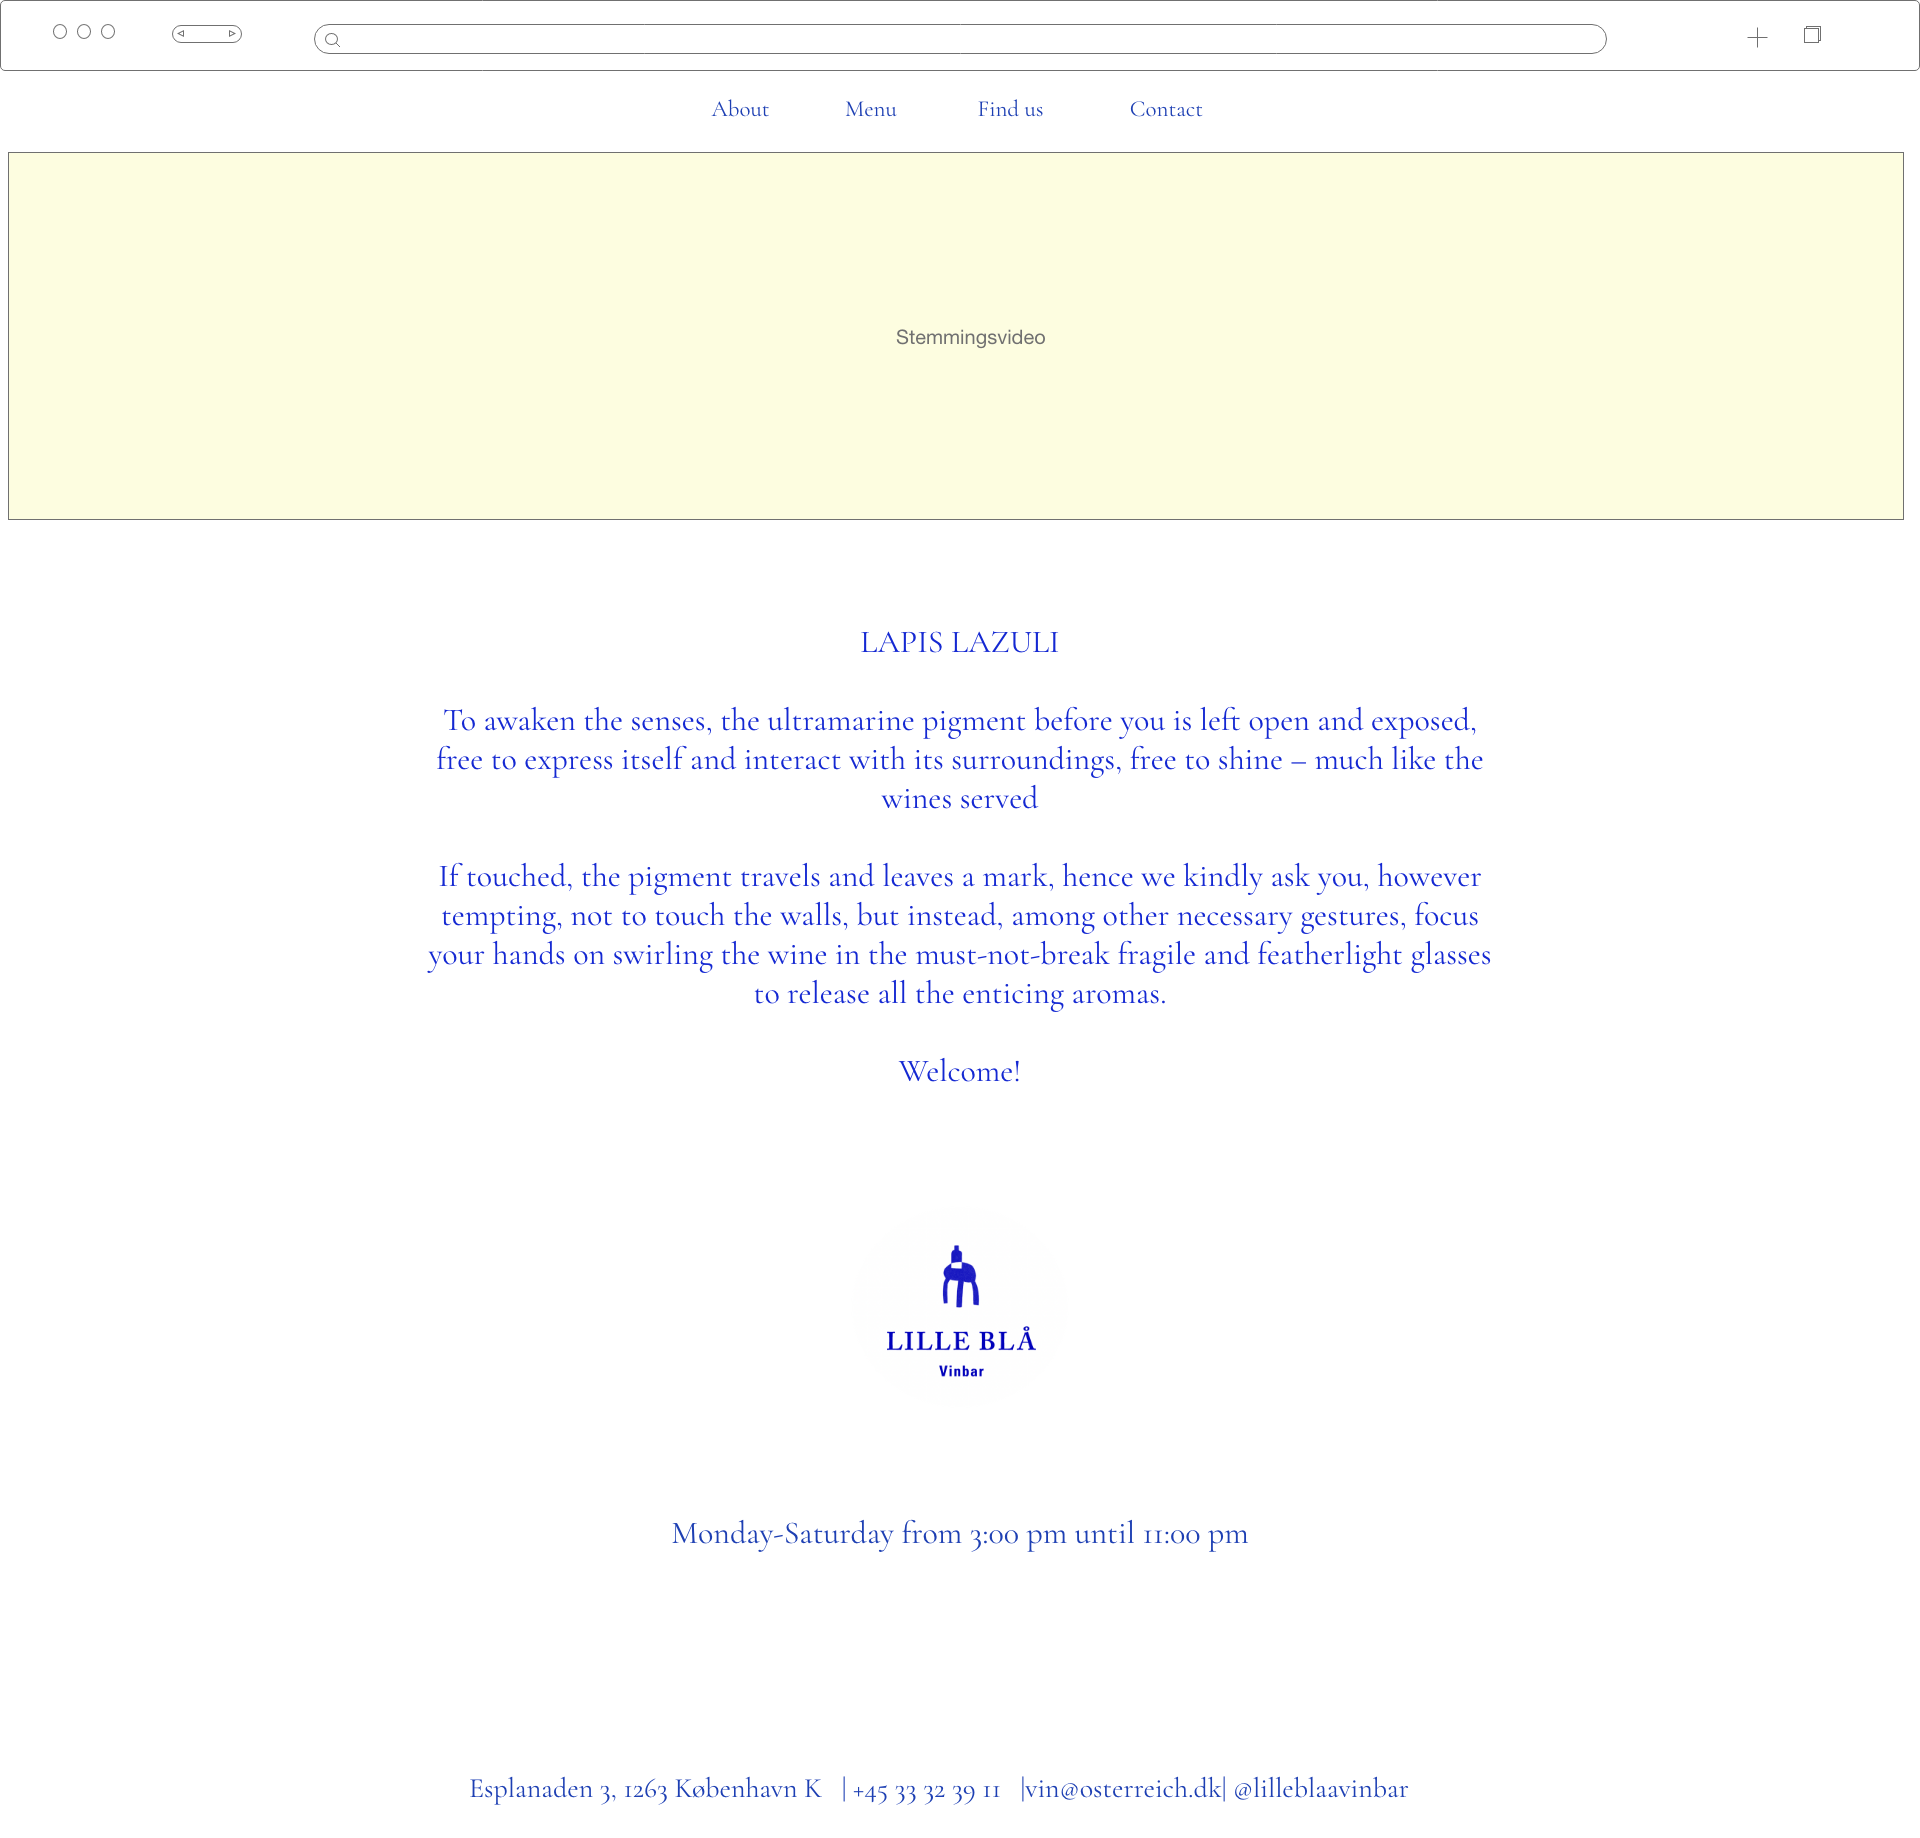 About Menu Find us Contact
Stemmingsvideo
LAPIS LAZULI
To awaken the senses, the ultramarine pigment before you is left open and exposed,
free to express itself and interact with its surroundings, free to shine – much like the
wines served
If touched, the pigment travels and leaves a mark, hence we kindly ask you, however
tempting, not to touch the walls, but instead, among other necessary gestures, focus
your hands on swirling the wine in the must-not-break fragile and featherlight glasses
to release all the enticing aromas.
Welcome!
LILLE BLÅ
Vinbar
Monday-Saturday from 3:00 pm until 11:00 pm
Esplanaden 3, 1263 København K | +45 33 32 39 11 |vin@osterreich.dk| @lilleblaavinbar